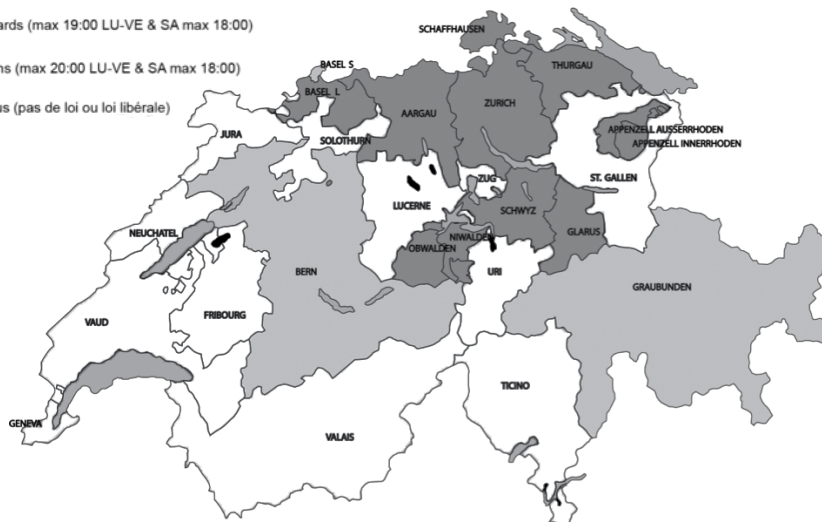 ards (max 19:00 LU-VE & SA max 18:00)
ns (max 20:00 LU-VE & SA max 18:00)
us (pas de loi ou loi libérale)
SCHAFFHAUSEN
BASEL S
THURGAU
BASEL L
AARGAU
ZURICH
JURA
SOLOTHURN
APPENZELL AUSSERRHODEN
APPENZELL INNERRHODEN
ZUG
ST. GALLEN
LUCERNE
SCHWYZ
NEUCHATEL
NIWALDEN
GLARUS
OBWALDEN
BERN
URI
GRAUBUNDEN
VAUD
FRIBOURG
TICINO
GENEVA
VALAIS